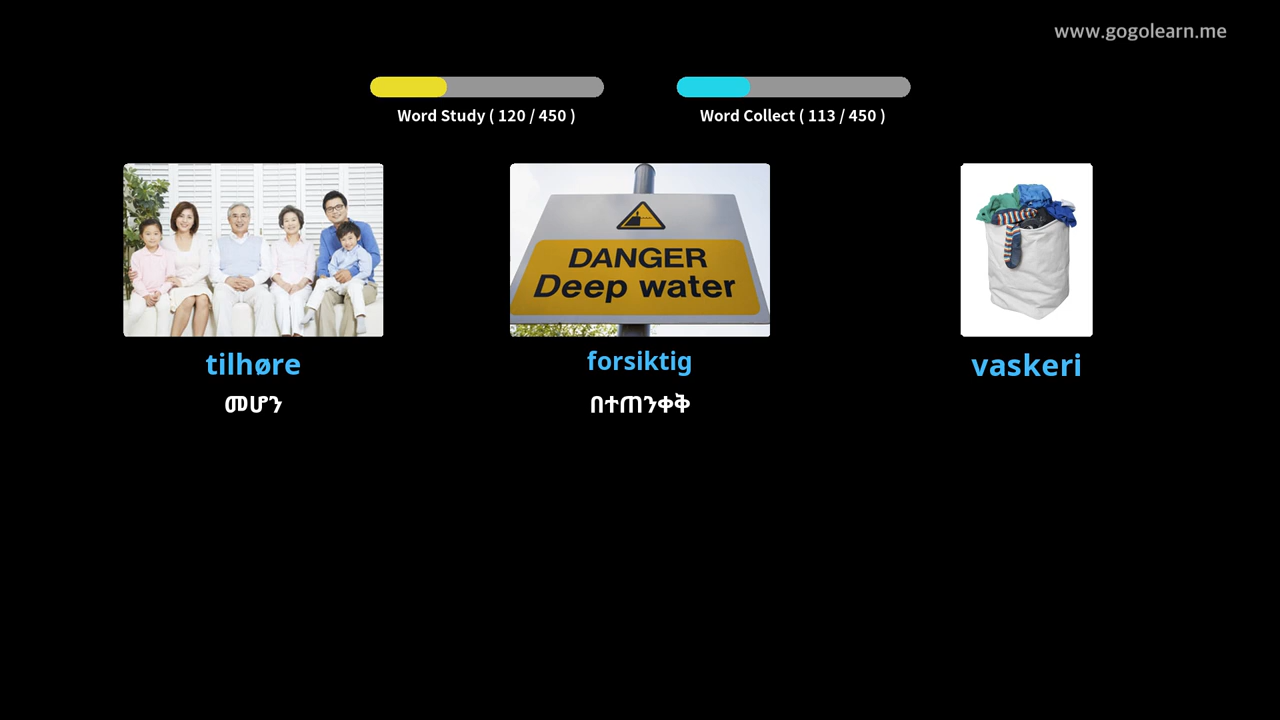 www.gogolearn.me
Word Study ( 120 / 450 )
Word Collect ( 113 / 450 )
DANGER
Deep water
tilhøre
forsiktig
vaskeri
መሆን
በተጠንቀቅ